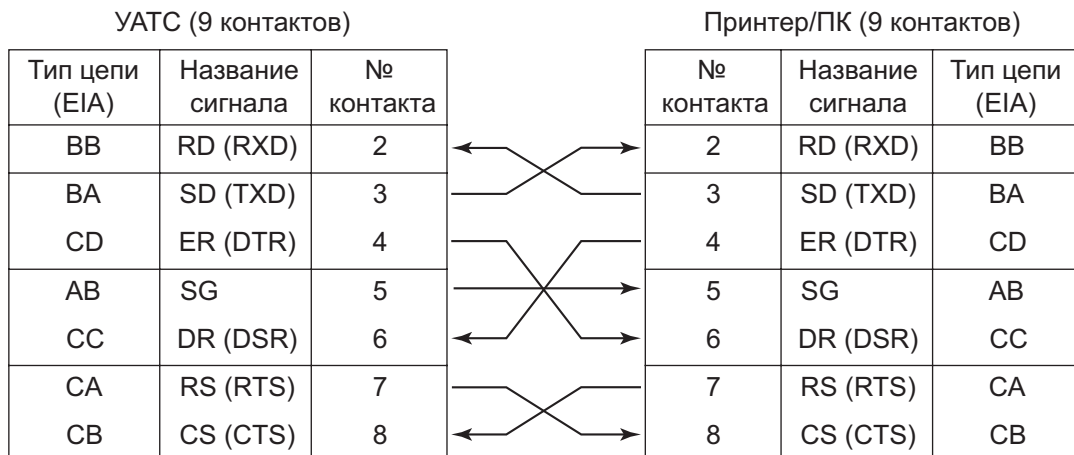 УАТС (9 контактов) Принтер/ПК (9 контактов)
Тип цепи (EIA) Название сигнала № контакта № контакта Название сигнала Тип цепи (EIA)
BB RD (RXD) 2 2 RD (RXD) BB
BA SD (TXD) 3 3 SD (TXD) BA
CD ER (DTR) 4 4 ER (DTR) CD
AB SG 5 5 SG AB
CC DR (DSR) 6 6 DR (DSR) CC
CA RS (RTS) 7 7 RS (RTS) CA
CB CS (CTS) 8 8 CS (CTS) CB